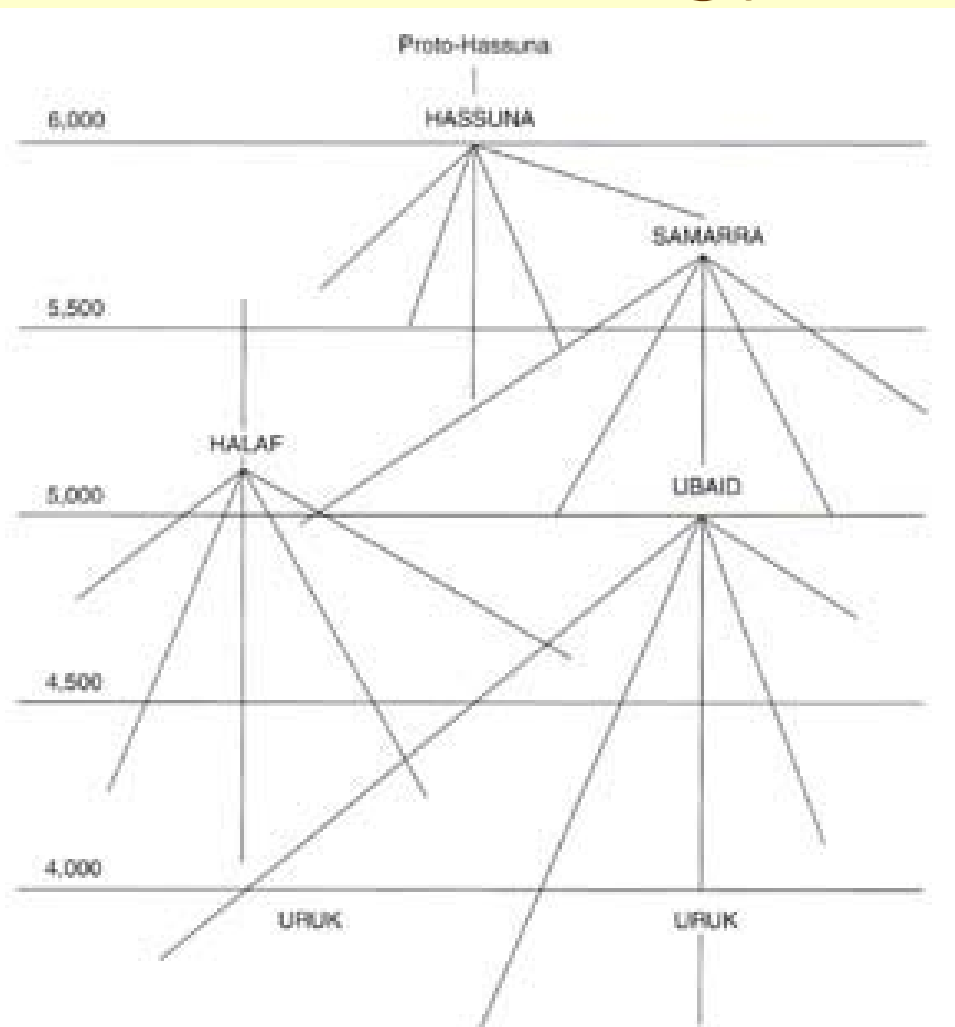 Proto-Hassuna
6,000
HASSUNA
SAMARRA
5,500
HALAF
5,000
UBAID
4,500
4,000
URUK
URUK